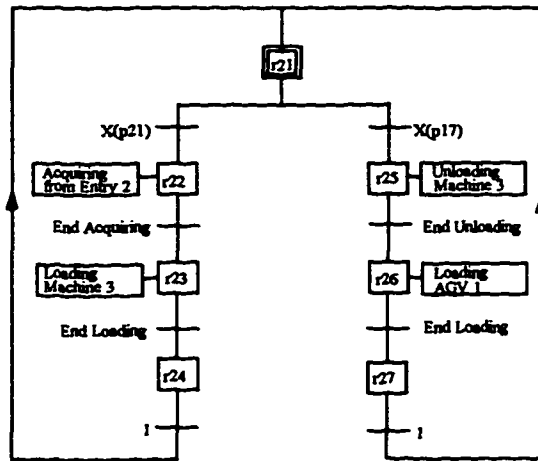 r21
X(p21)
X(p17)
Acquiring
from Entry 2
r22
r25
Unloading
Machine 3
End Acquiring
End Unloading
Loading
Machine 3
r23
r26
Loading
AGV 1
End Loading
End Loading
r24
r27
1
1